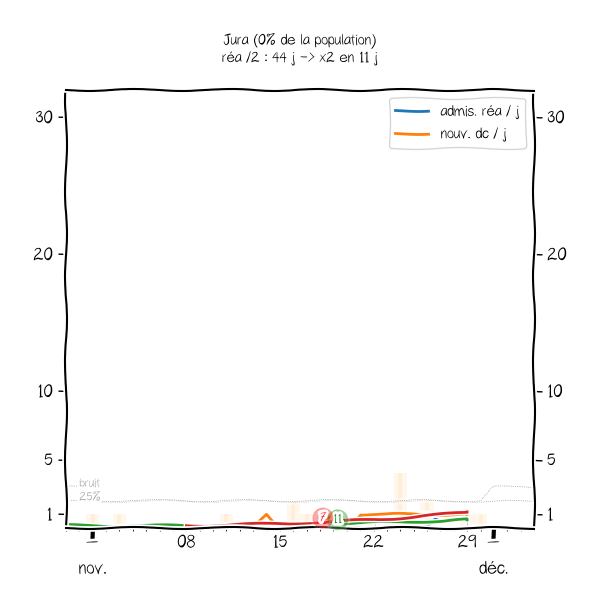 Jura (0% de la population)
réa /2 : 44 j -> x2 en 11 j
admis. réa / j
nouv. dc / j
30
30
20
20
10
10
5
5
bruit
25%
1
1
7
11
08
15
22
29
nov.
déc.